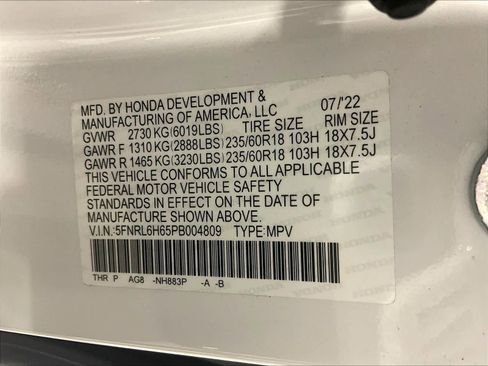 MFD. BY HONDA DEVELOPMENT & 07/'22
MANUFACTURING OF AMERICA, LLC
GVWR 2730 KG(6019LBS) TIRE SIZE RIM SIZE
GAWR F 1310 KG(2888LBS) 235/60R18 103H 18X7.5J
GAWR R 1465 KG(3230LBS) 235/60R18 103H 18X7.5J
THIS VEHICLE CONFORMS TO ALL APPLICABLE
FEDERAL MOTOR VEHICLE SAFETY
STANDARDS IN EFFECT ON THE DATE OF
MANUFACTURE SHOWN ABOVE.
V.I.N.:5FNRL6H65PB004809 TYPE:MPV
THR P AG8 -NH883P -A -B